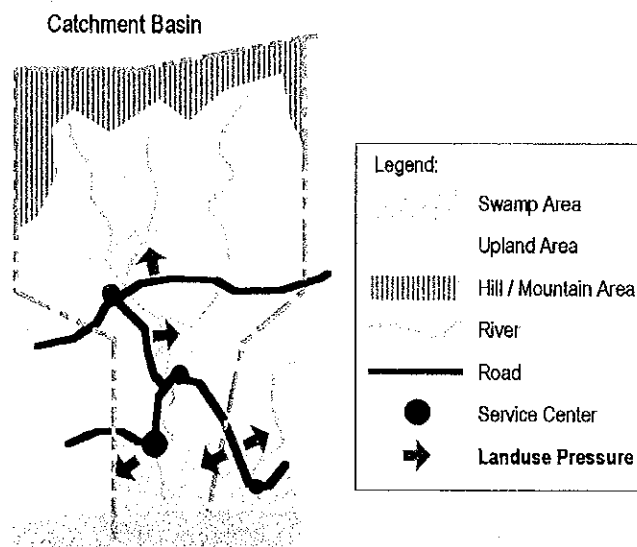 Catchment Basin
Legend:
Swamp Area
Upland Area
Hill / Mountain Area
River
Road
Service Center
Landuse Pressure